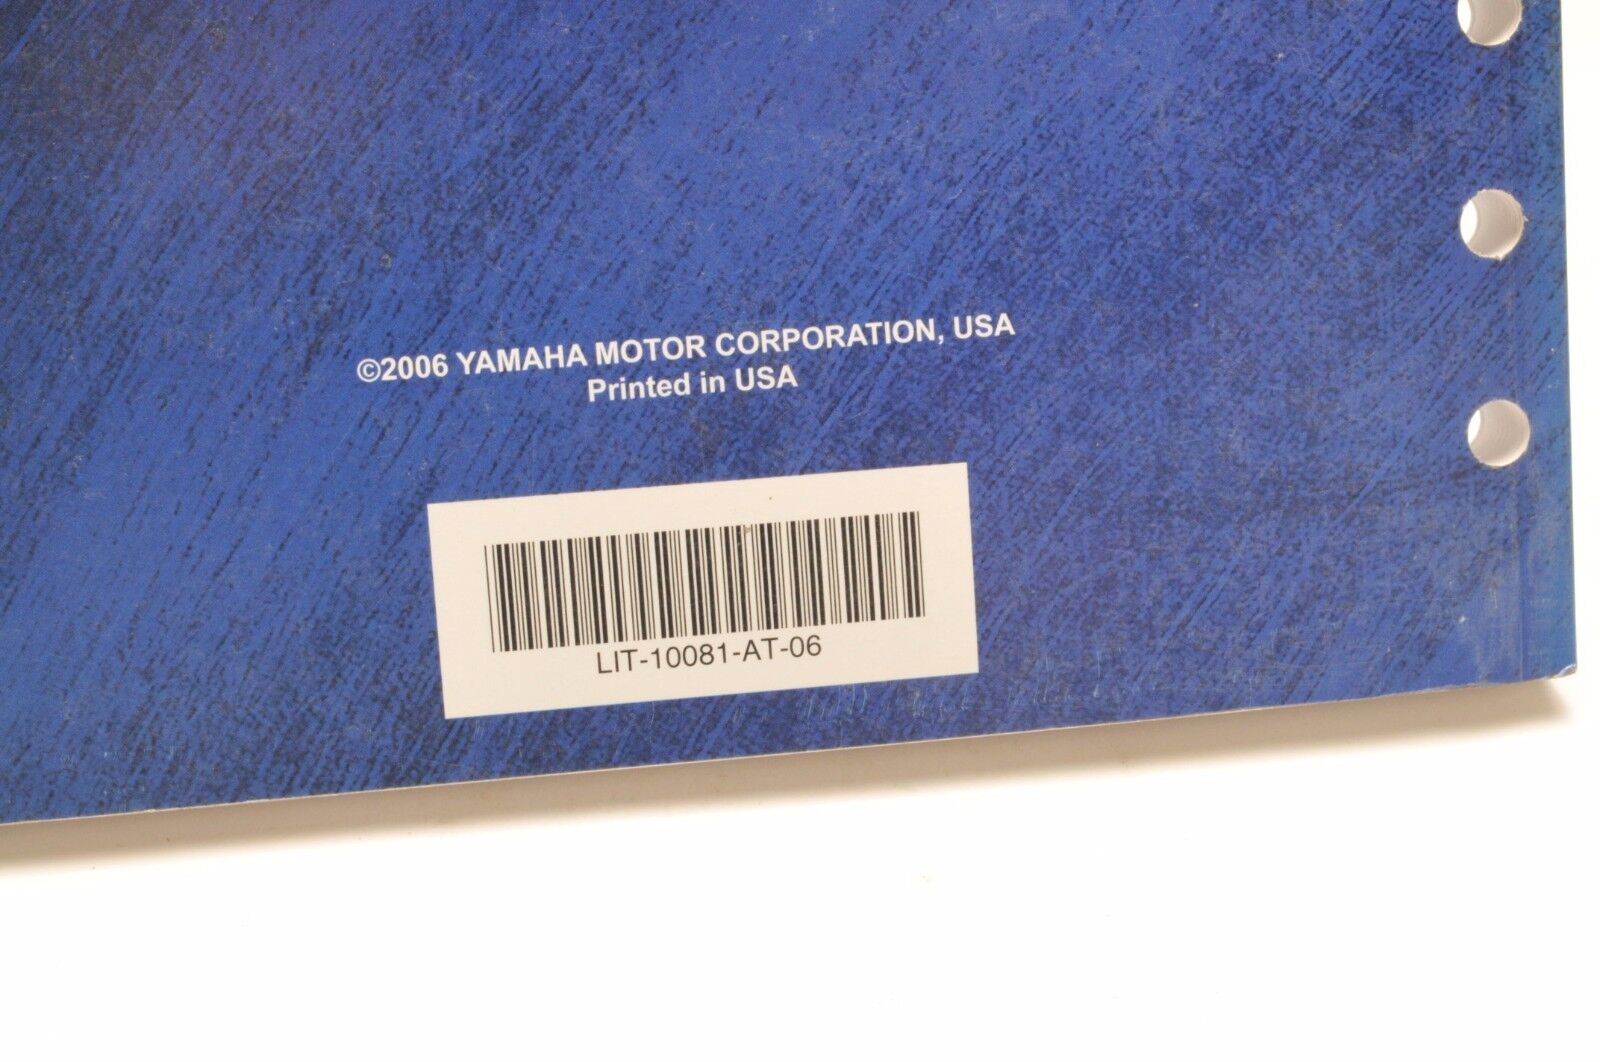 ©2006 YAMAHA MOTOR CORPORATION, USA
Printed in USA
LIT-10081-AT-06